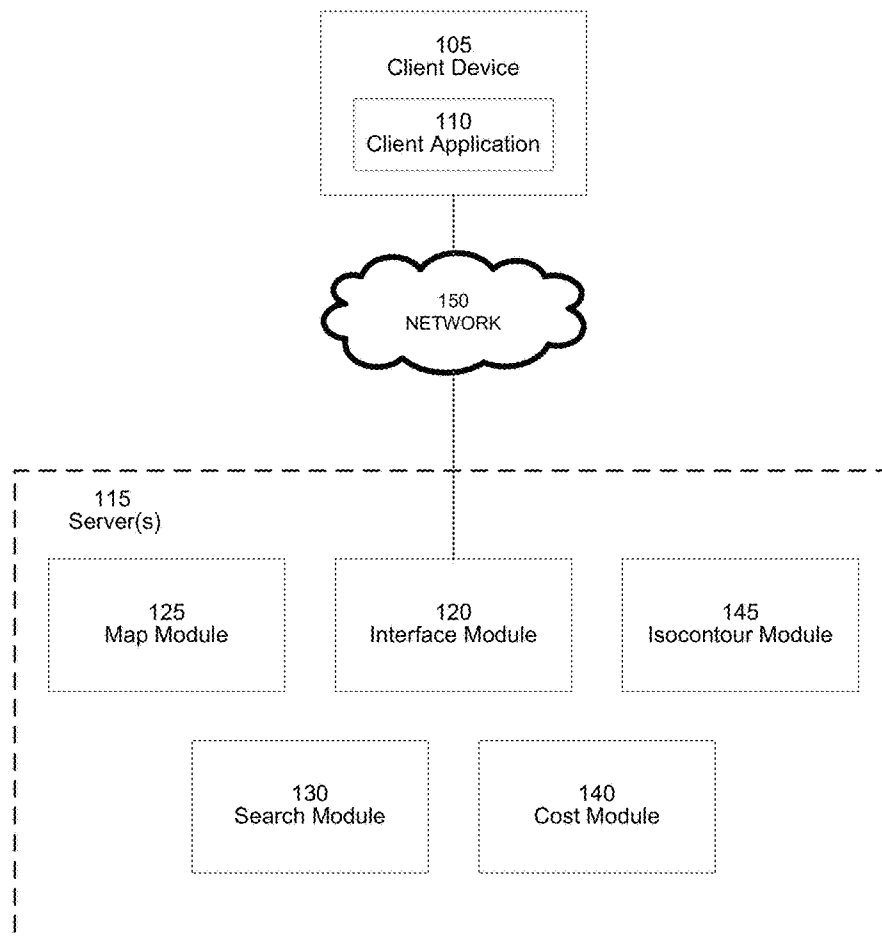 105
Client Device
110
Client Application
150
NETWORK
115
Server(s)
125
Map Module
120
Interface Module
145
Isocontour Module
130
Search Module
140
Cost Module